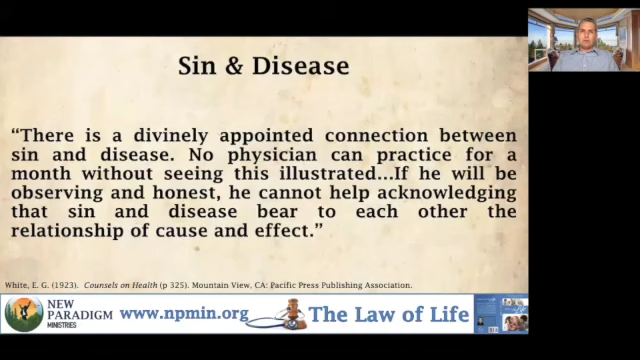 Sin & Disease
“There is a divinely appointed connection between
sin and disease. No physician can practice for a
month without seeing this illustrated...If he will be
observing and honest, he cannot help acknowledging
that sin and disease bear to each other the
relationship of cause and effect.”
White, E. G. (1923). Counsels on Health (p 325). Mountain View, CA: Pacific Press Publishing Association.
NEW
PARADIGM
MINISTRIES
www.npmin.org
The Law of Life